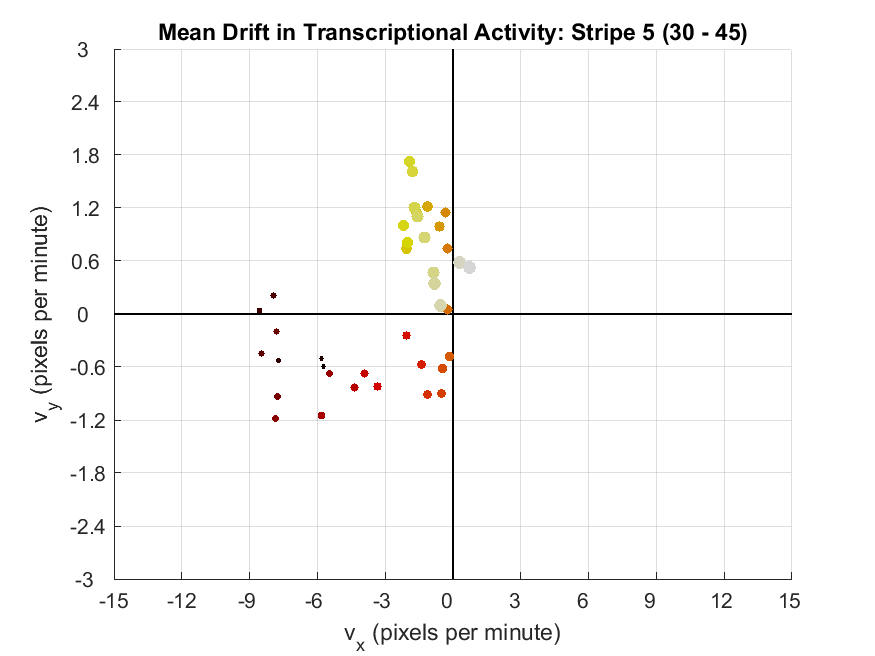 Mean Drift in Transcriptional Activity: Stripe 5 (30 - 45)
3
2.4
1.8
1.2
0.6
0
-0.6
-1.2
-1.8
-2.4
-3
v_y (pixels per minute)
-15 -12 -9 -6 -3 0 3 6 9 12 15
v_x (pixels per minute)